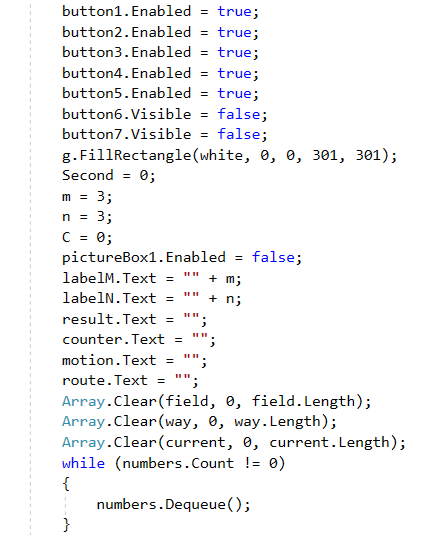 button1.Enabled = true;
button2.Enabled = true;
button3.Enabled = true;
button4.Enabled = true;
button5.Enabled = true;
button6.Visible = false;
button7.Visible = false;
g.FillRectangle(white, 0, 0, 301, 301);
Second = 0;
m = 3;
n = 3;
C = 0;
pictureBox1.Enabled = false;
labelM.Text = "" + m;
labelN.Text = "" + n;
result.Text = "";
counter.Text = "";
motion.Text = "";
route.Text = "";
Array.Clear(field, 0, field.Length);
Array.Clear(way, 0, way.Length);
Array.Clear(current, 0, current.Length);
while (numbers.Count != 0)
{
    numbers.Dequeue();
}